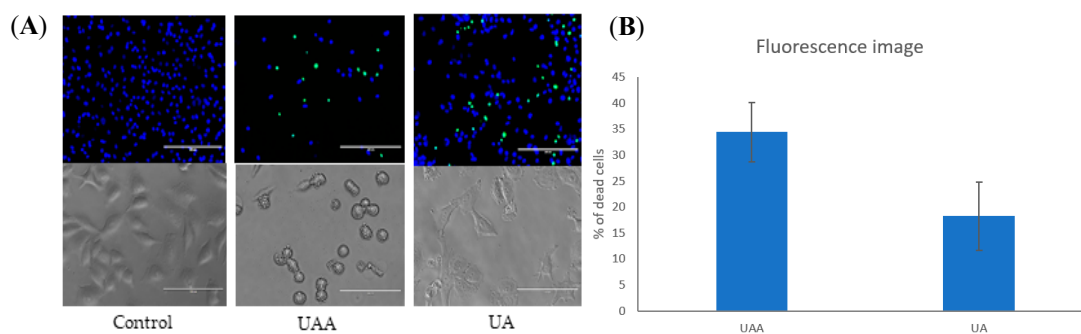 (A)
Control
UAA
UA
(B)
Fluorescence image
% of dead cells
45
40
35
30
25
20
15
10
5
0
UAA
UA